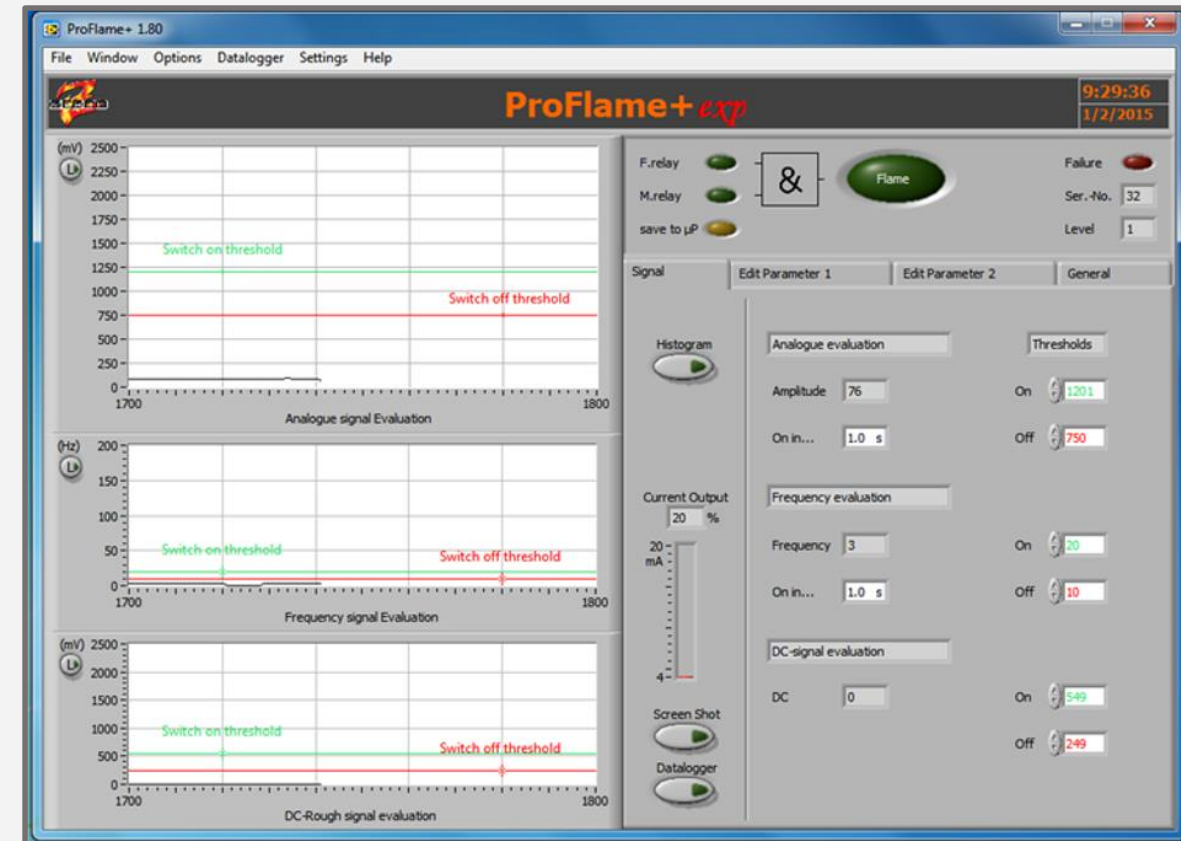 ProFlame+ 1.80
File Window Options Datalogger Settings Help
ProFlame+ exp
9:29:36
1/2/2015
(mV) 2500
2250
2000
1750
1500
1250
1000
750
500
250
0
Switch on threshold
Switch off threshold
1700 1800
Analogue signal Evaluation
(Hz) 200
150
100
50
0
Switch on threshold
Switch off threshold
1700 1800
Frequency signal Evaluation
(mV) 2500
2000
1500
1000
500
0
Switch on threshold
Switch off threshold
1700 1800
DC-Rough signal evaluation
F.relay
M.relay
save to µP
&
Flame
Failure
Ser.-No. 32
Level 1
Signal Edit Parameter 1 Edit Parameter 2 General
Histogram
Current Output
20 %
20
mA
4
Screen Shot
Datalogger
Analogue evaluation Thresholds
Amplitude 76 On 1201
On in... 1.0 s Off 750
Frequency evaluation
Frequency 3 On 20
On in... 1.0 s Off 10
DC-signal evaluation
DC 0 On 549
Off 249